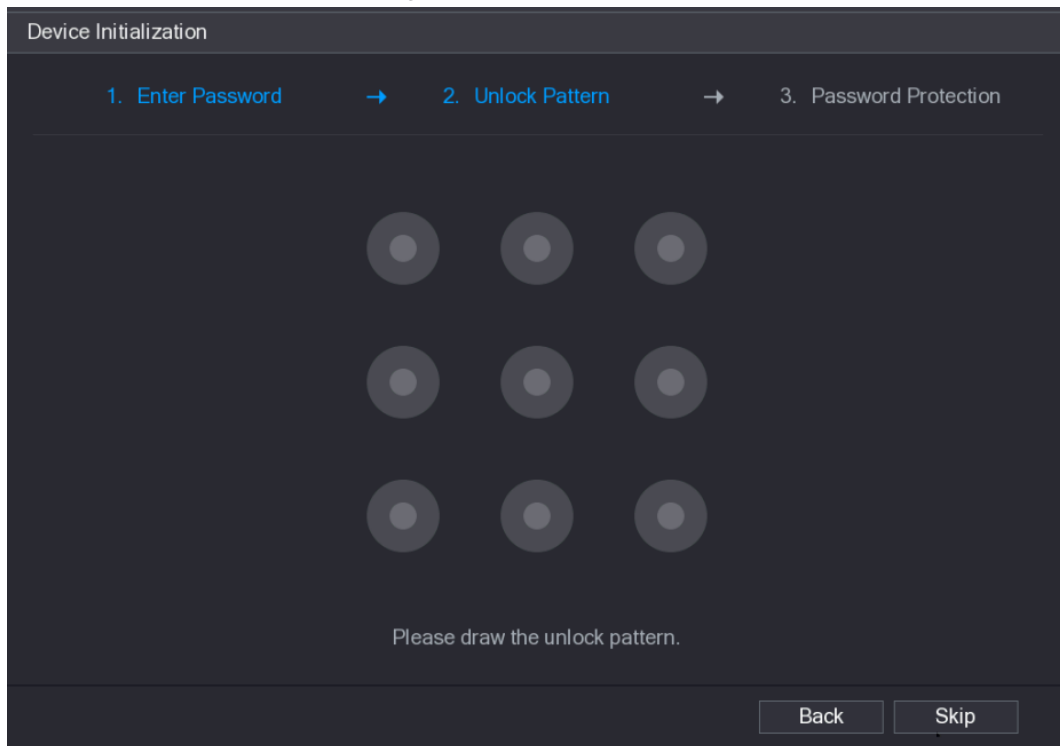 Device Initialization
1. Enter Password → 2. Unlock Pattern → 3. Password Protection
Please draw the unlock pattern.
Back Skip